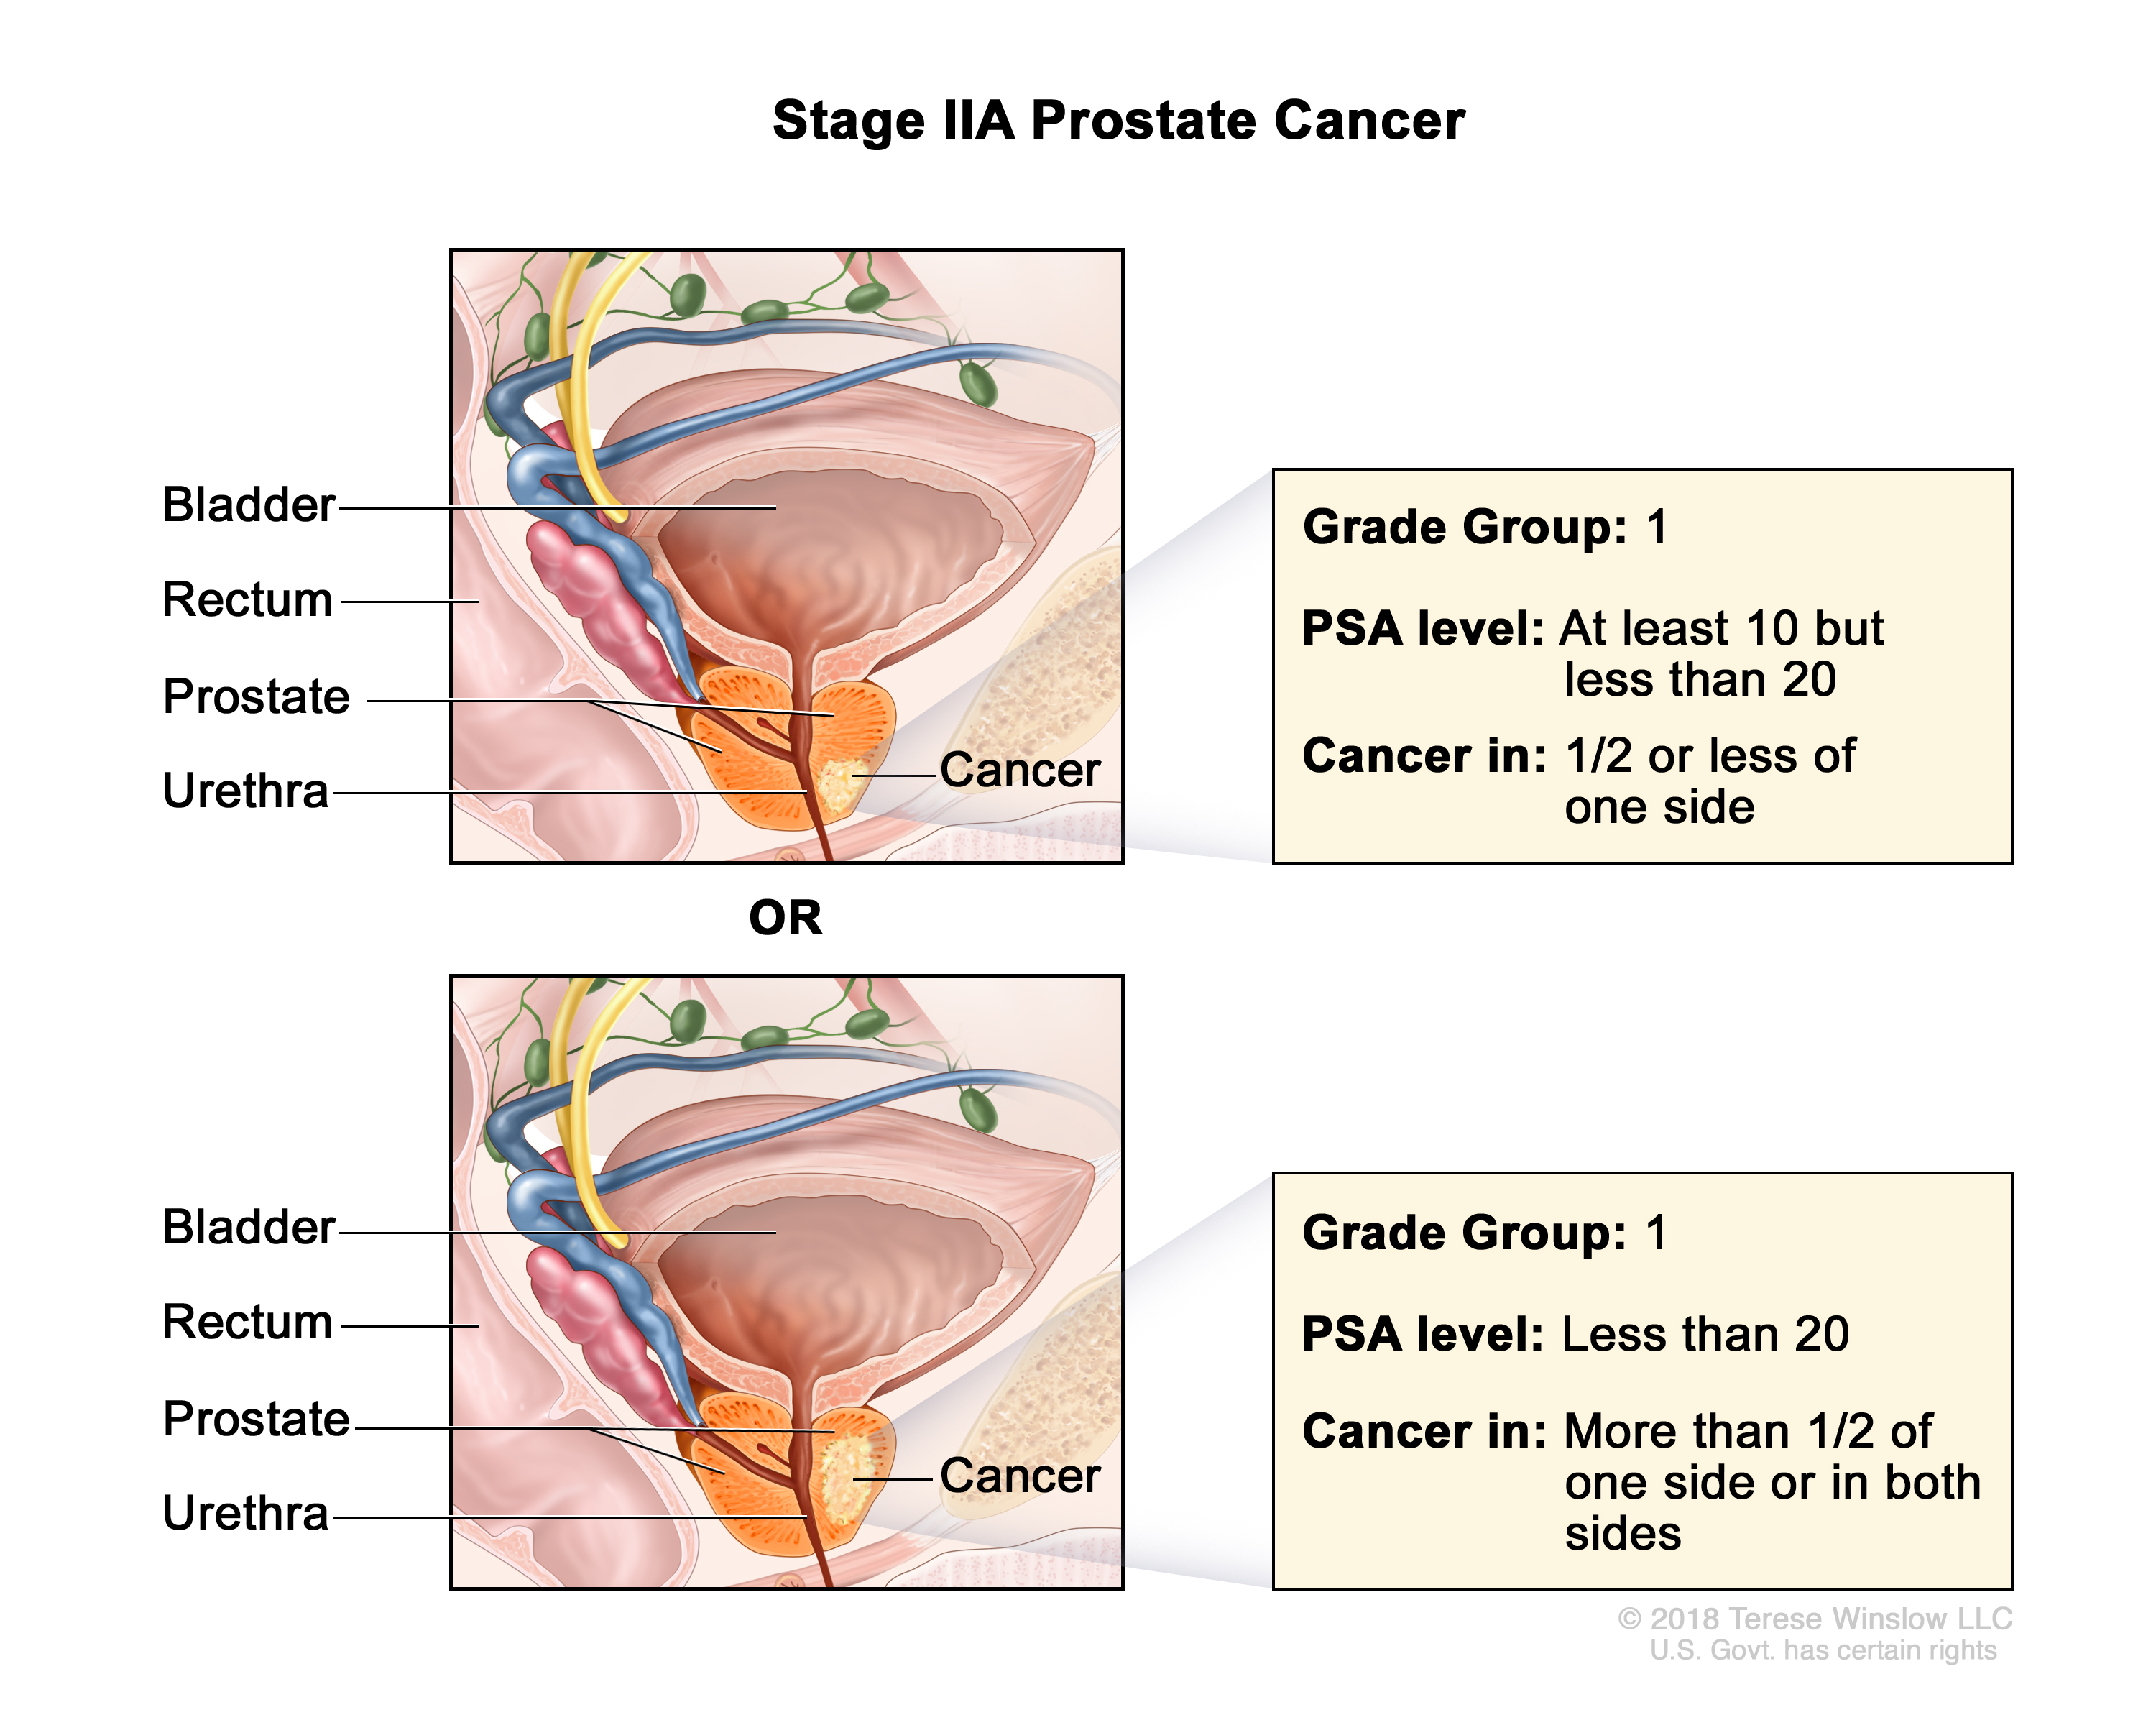 Stage IIA Prostate Cancer
Bladder
Rectum
Prostate
Urethra
Cancer
Grade Group: 1
PSA level: At least 10 but
less than 20
Cancer in: 1/2 or less of
one side
OR
Bladder
Rectum
Prostate
Urethra
Cancer
Grade Group: 1
PSA level: Less than 20
Cancer in: More than 1/2 of
one side or in both
sides
© 2018 Terese Winslow LLC
U.S. Govt. has certain rights